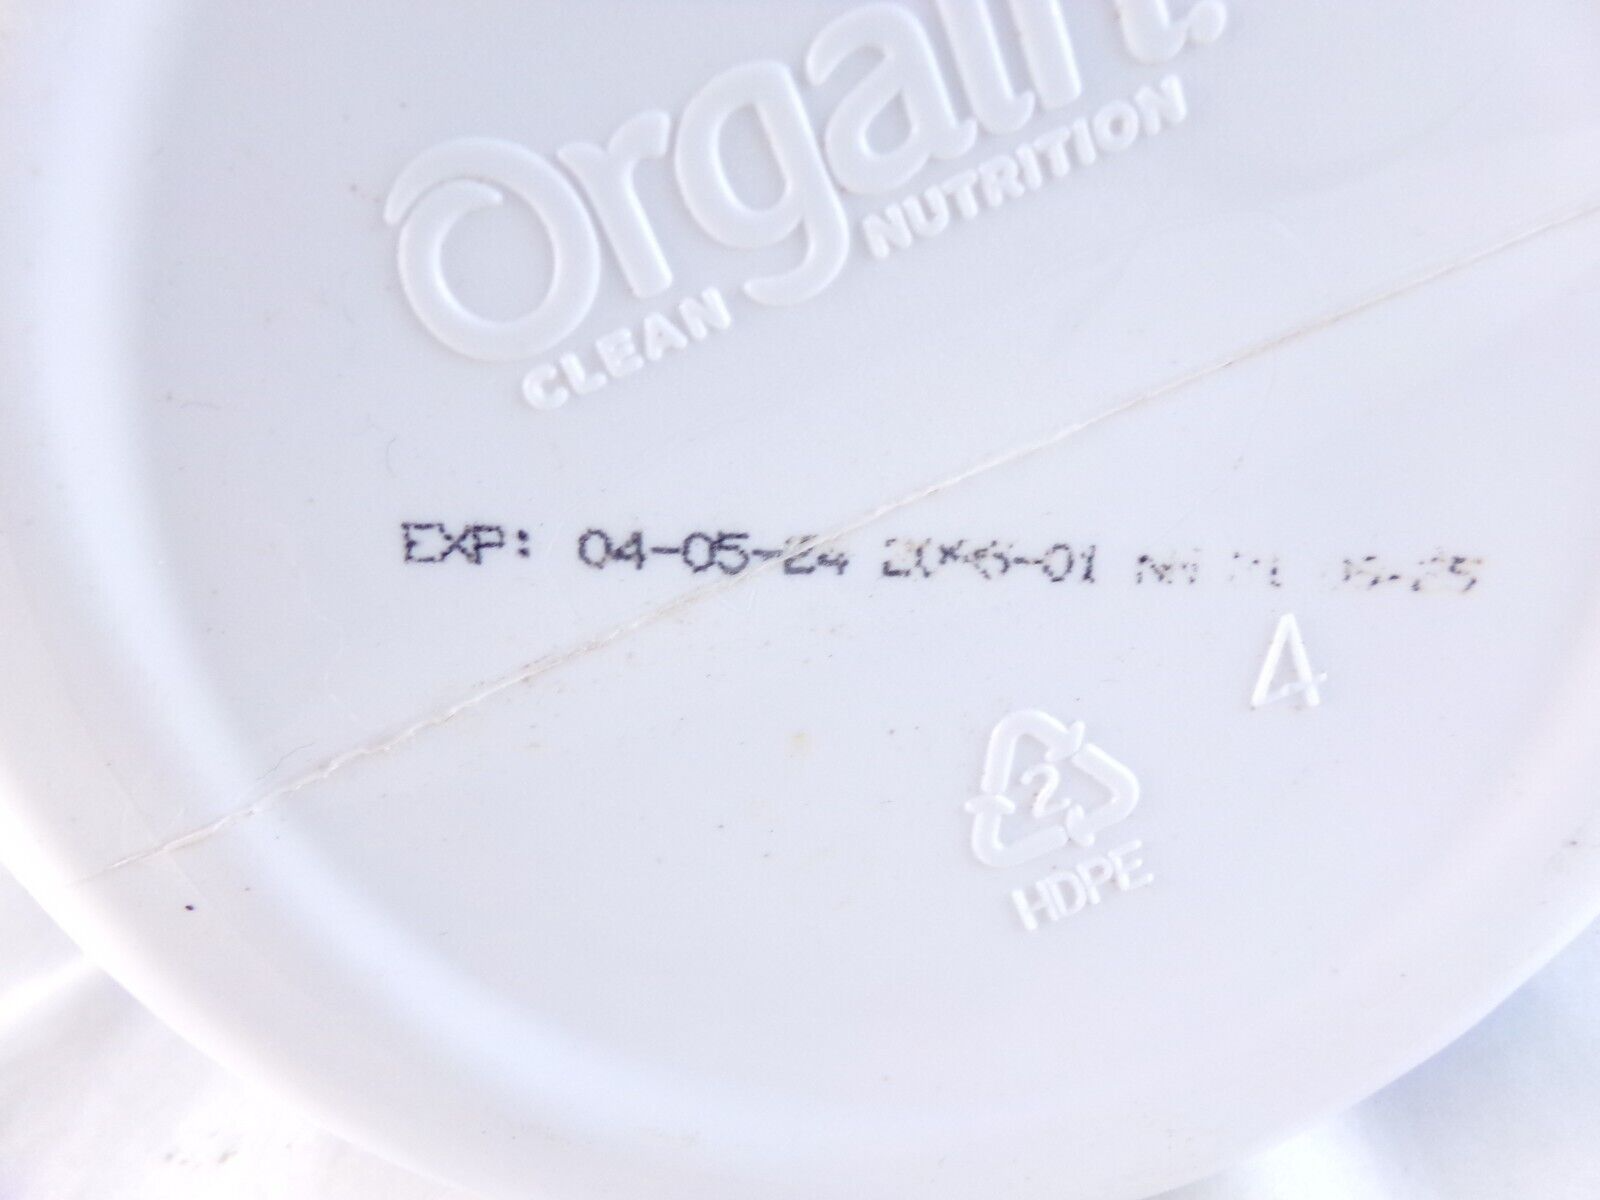 Orgain.
CLEAN NUTRITION
EXP: 04-05-24
4
2
HDPE